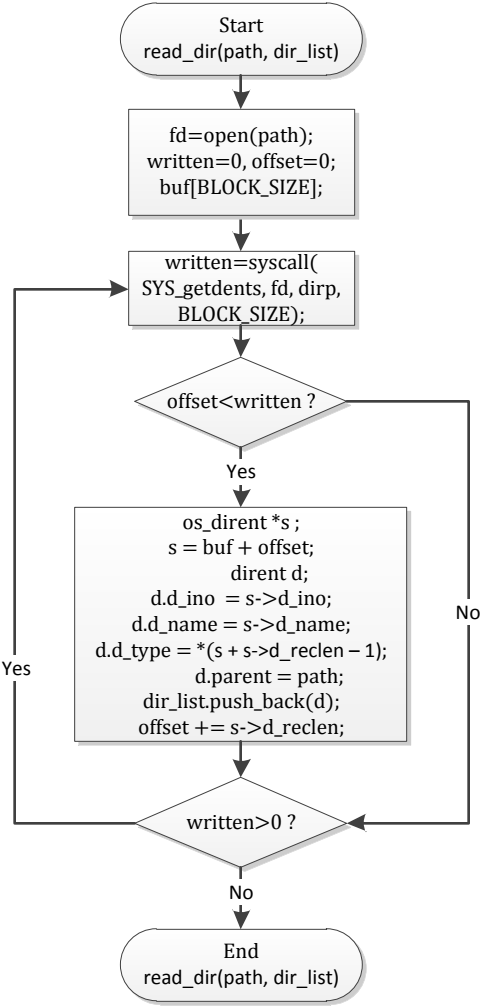 Start
read_dir(path, dir_list)
fd=open(path);
written=0, offset=0;
buf[BLOCK_SIZE];
written=syscall(
SYS_getdents, fd, dirp,
BLOCK_SIZE);
offset<written ?
Yes
os_dirent *s ;
s = buf + offset;
dirent d;
d.d_ino  = s->d_ino;
d.d_name = s->d_name;
d.d_type = *(s + s->d_reclen – 1);
d.parent = path;
dir_list.push_back(d);
offset += s->d_reclen;
No
Yes
written>0 ?
No
End
read_dir(path, dir_list)